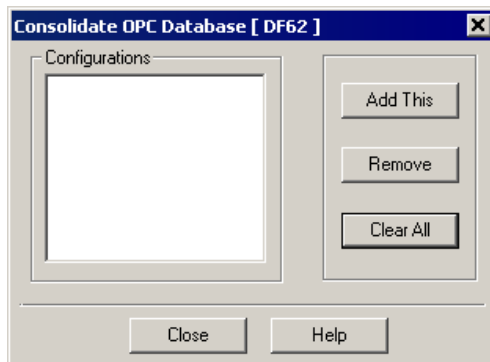 Consolidate OPC Database [ DF62 ]
Configurations
Add This
Remove
Clear All
Close
Help